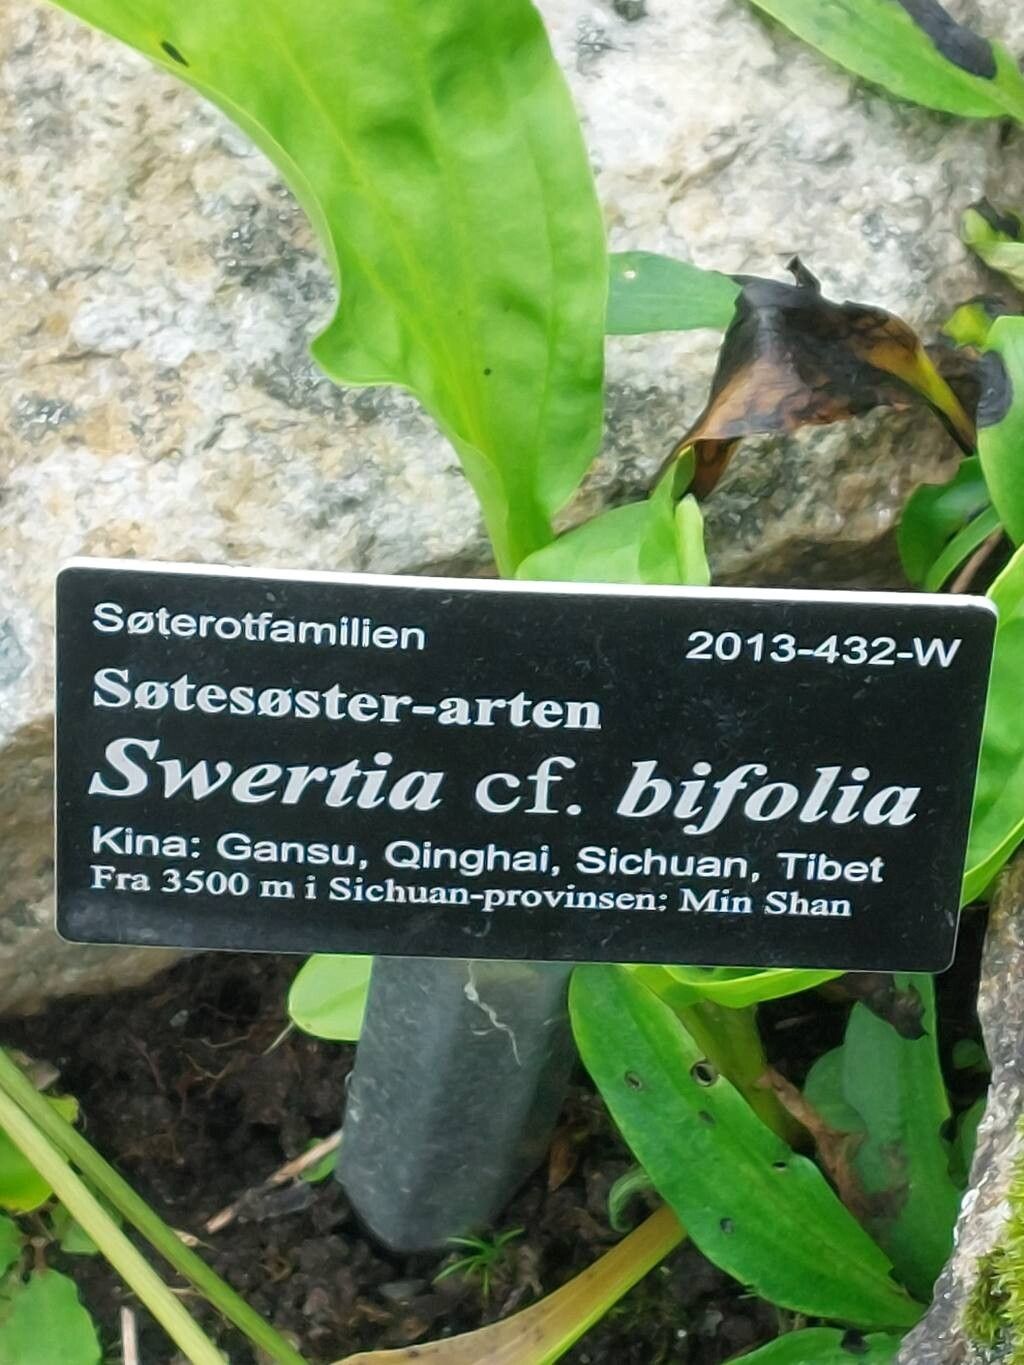 Søterotfamilien 2013-432-W
Søtesøster-arten
Swertia cf. bifolia
Kina: Gansu, Qinghai, Sichuan, Tibet
Fra 3500 m i Sichuan-provinsen: Min Shan